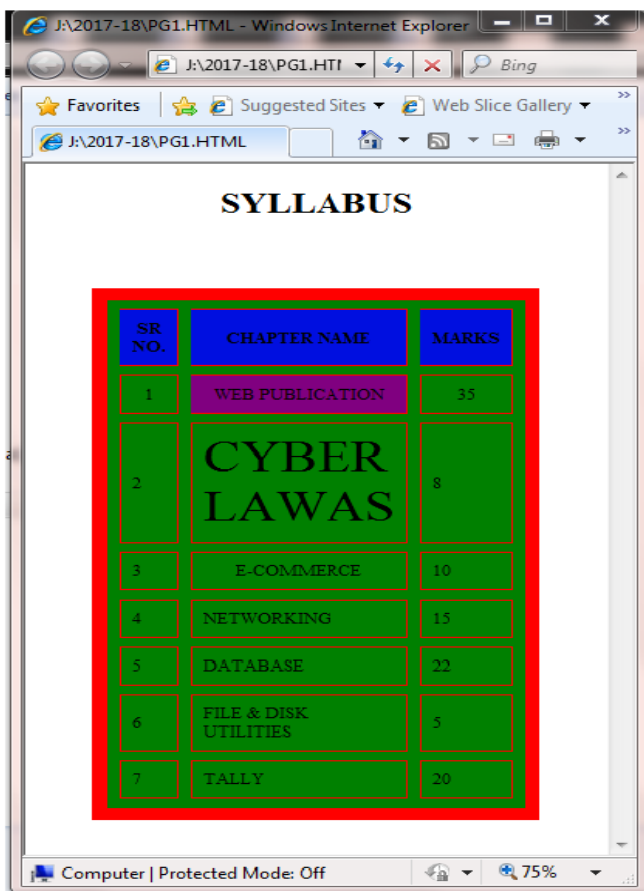 J:\2017-18\PG1.HTML - Windows Internet Explorer
J:\2017-18\PG1.HTM
Bing
Favorites
Suggested Sites
Web Slice Gallery
J:\2017-18\PG1.HTML
SYLLABUS
SR NO. CHAPTER NAME MARKS
1 WEB PUBLICATION 35
2 CYBER LAWAS 8
3 E-COMMERCE 10
4 NETWORKING 15
5 DATABASE 22
6 FILE & DISK UTILITIES 5
7 TALLY 20
Computer | Protected Mode: Off
75%